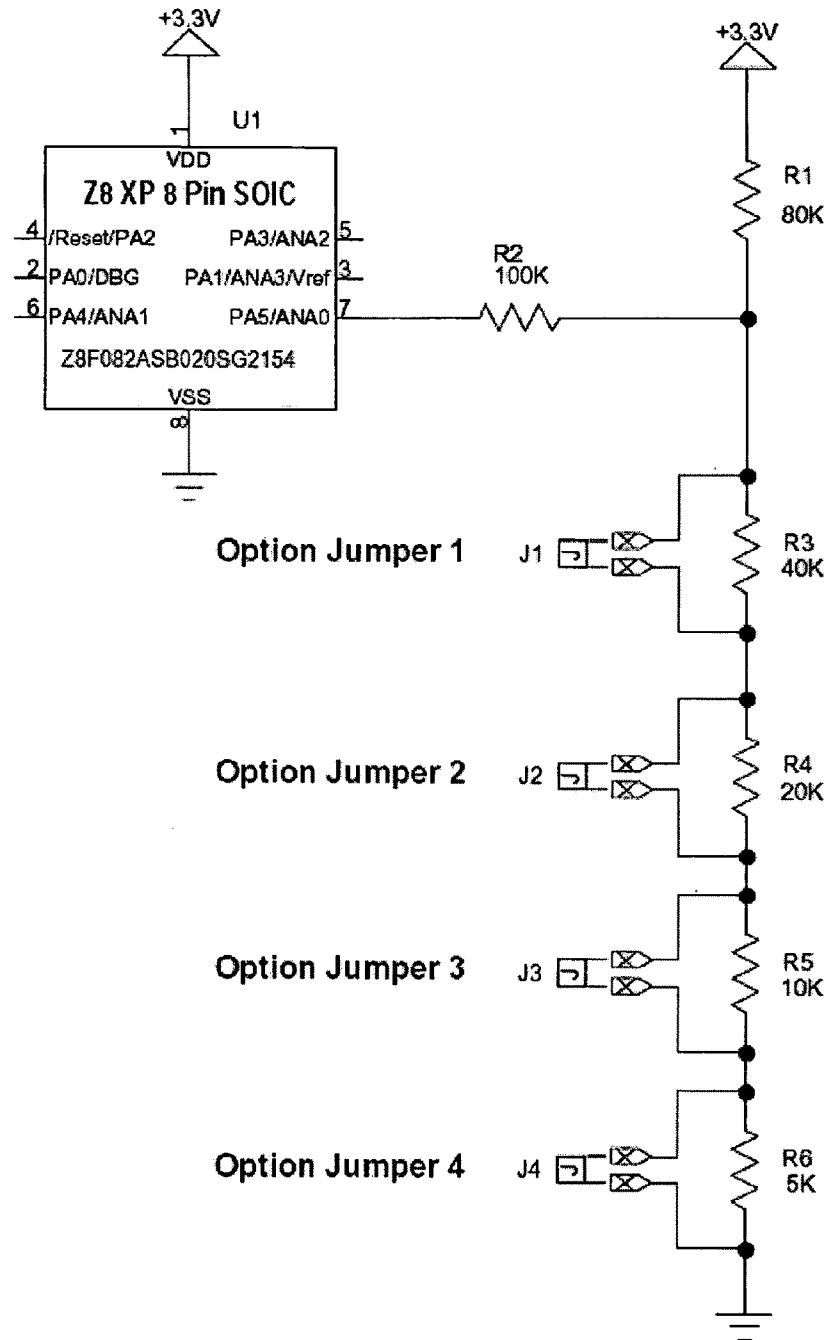 +3.3V
+3.3V
U1
1
VDD
Z8 XP 8 Pin SOIC
4 /Reset/PA2 PA3/ANA2 5
2 PA0/DBG PA1/ANA3/Vref 3
6 PA4/ANA1 PA5/ANA0 7
Z8F082ASB020SG2154
VSS
8
R1
80K
R2
100K
Option Jumper 1 J1
R3
40K
Option Jumper 2 J2
R4
20K
Option Jumper 3 J3
R5
10K
Option Jumper 4 J4
R6
5K